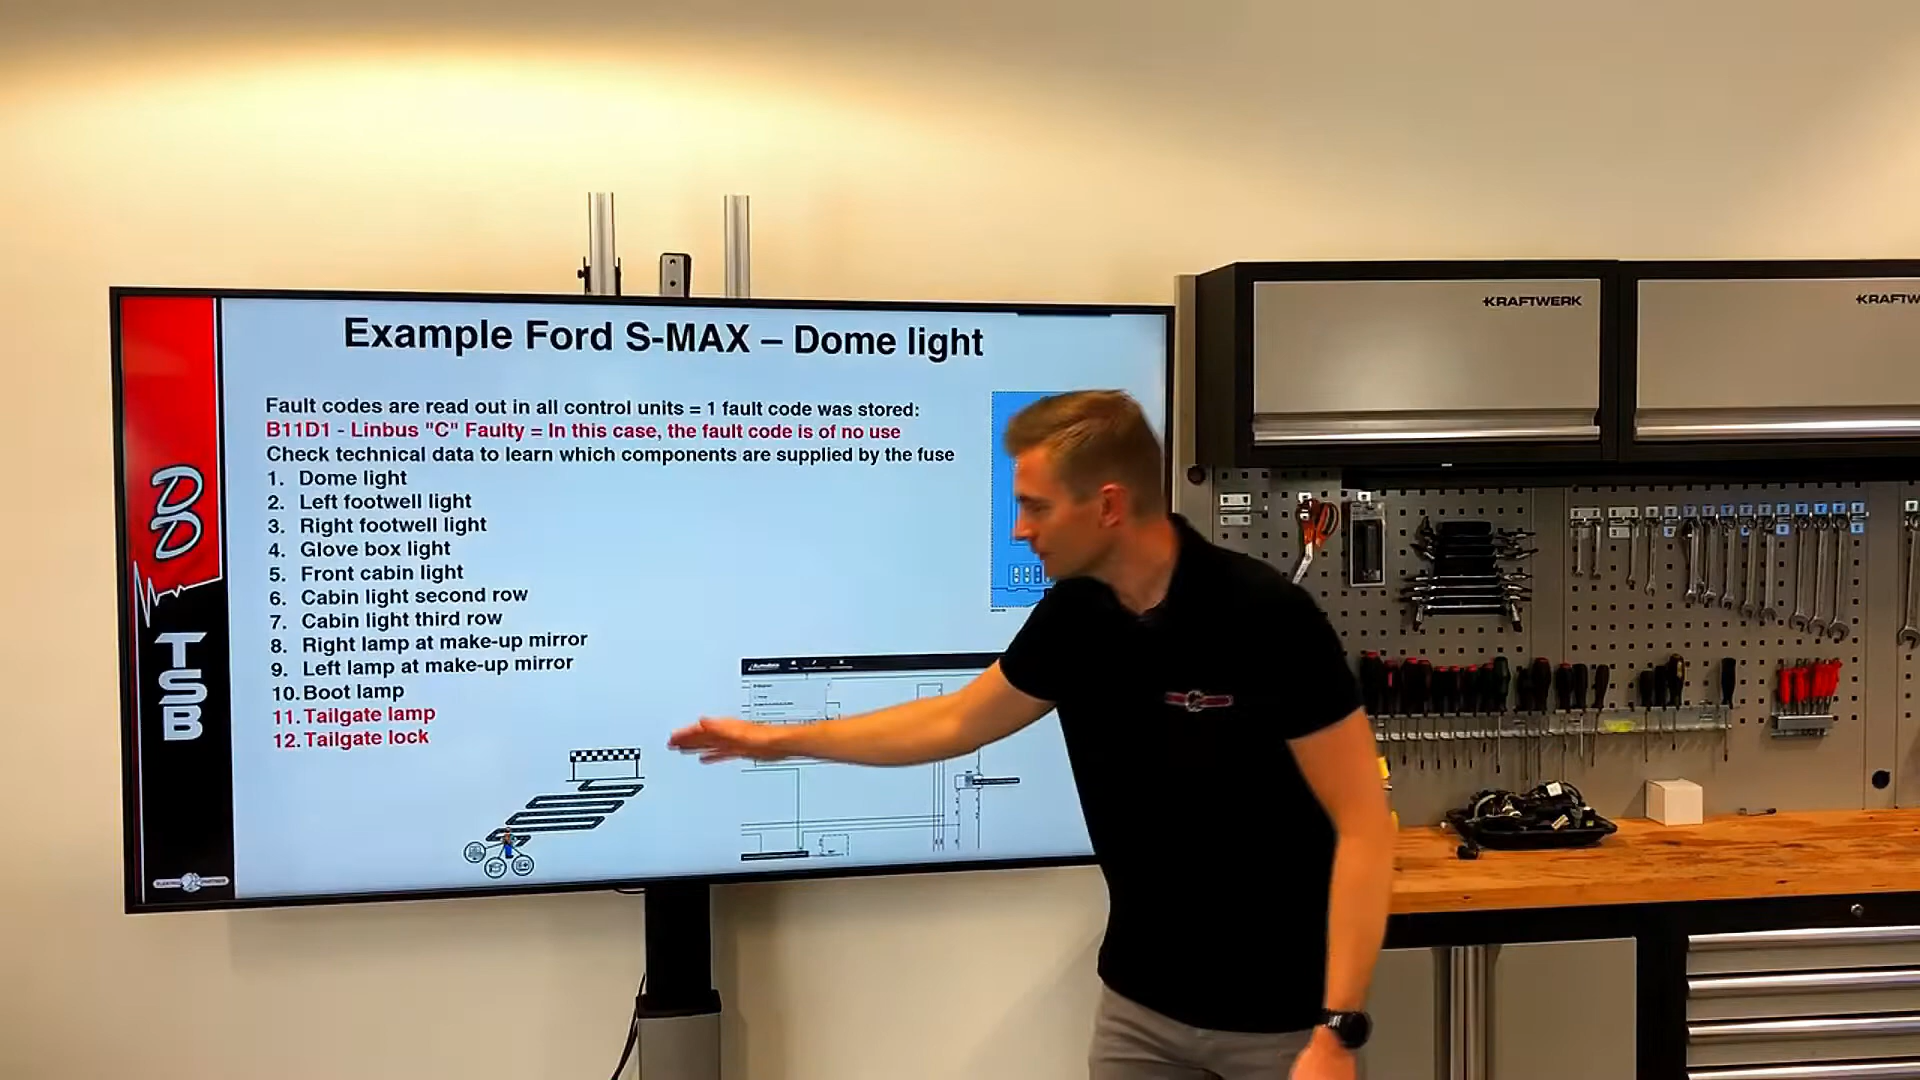 Example Ford S-MAX – Dome light
Fault codes are read out in all control units = 1 fault code was stored:
B11D1 - Linbus "C" Faulty = In this case, the fault code is of no use
Check technical data to learn which components are supplied by the fuse
1. Dome light
2. Left footwell light
3. Right footwell light
4. Glove box light
5. Front cabin light
6. Cabin light second row
7. Cabin light third row
8. Right lamp at make-up mirror
9. Left lamp at make-up mirror
10. Boot lamp
11. Tailgate lamp
12. Tailgate lock
DD
TSB
KRAFTWERK
KRAFTW